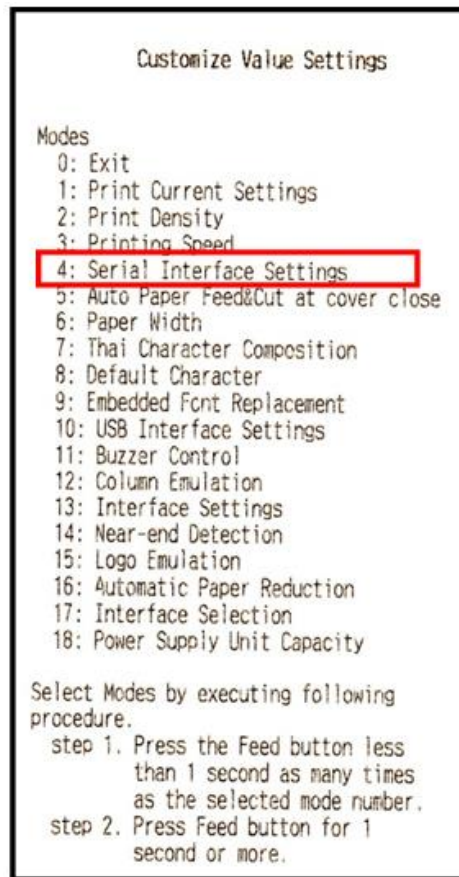 Customize Value Settings
Modes
0: Exit
1: Print Current Settings
2: Print Density
3: Printing Speed
4: Serial Interface Settings
5: Auto Paper Feed&Cut at cover close
6: Paper Width
7: Thai Character Composition
8: Default Character
9: Embedded Font Replacement
10: USB Interface Settings
11: Buzzer Control
12: Column Emulation
13: Interface Settings
14: Near-end Detection
15: Logo Emulation
16: Automatic Paper Reduction
17: Interface Selection
18: Power Supply Unit Capacity
Select Modes by executing following
procedure.
step 1. Press the Feed button less
than 1 second as many times
as the selected mode number.
step 2. Press Feed button for 1
second or more.